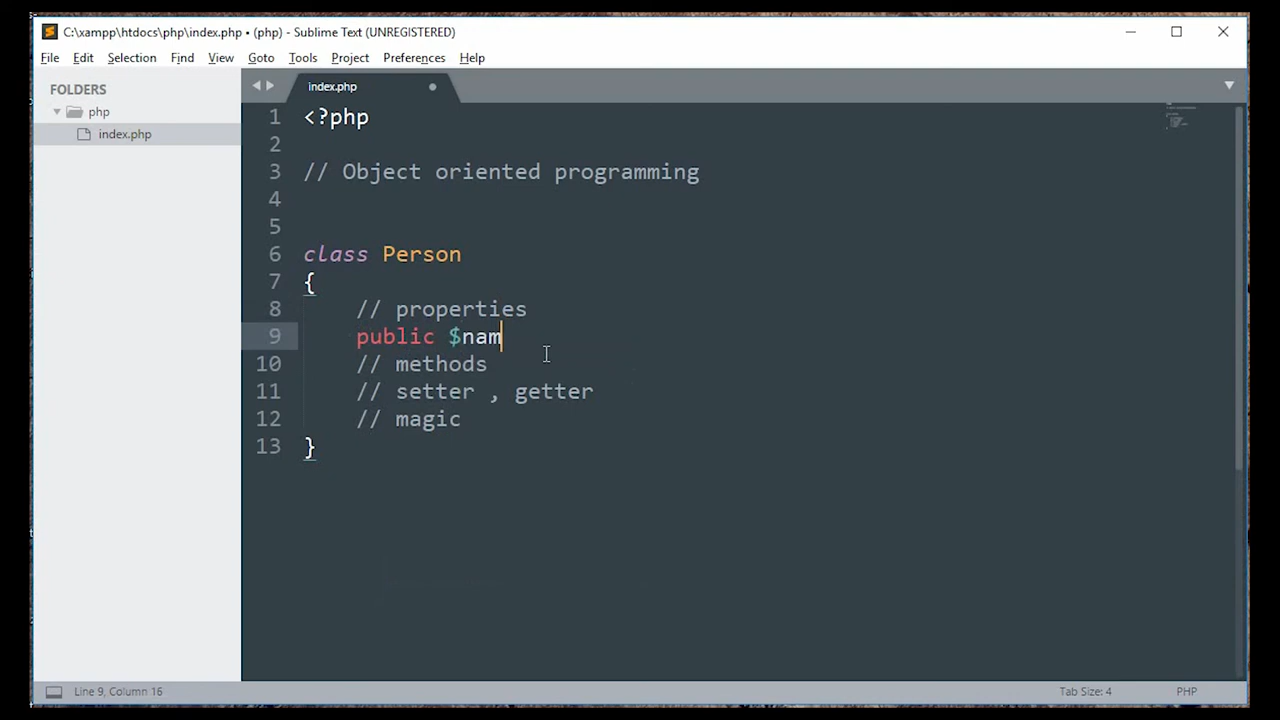 C:\xampp\htdocs\php\index.php • (php) - Sublime Text (UNREGISTERED)
File Edit Selection Find View Goto Tools Project Preferences Help
FOLDERS
php
index.php
index.php
1 <?php
2
3 // Object oriented programming
4
5
6 class Person
7 {
8 // properties
9 public $nam
10 // methods
11 // setter , getter
12 // magic
13 }
Line 9, Column 16
Tab Size: 4
PHP